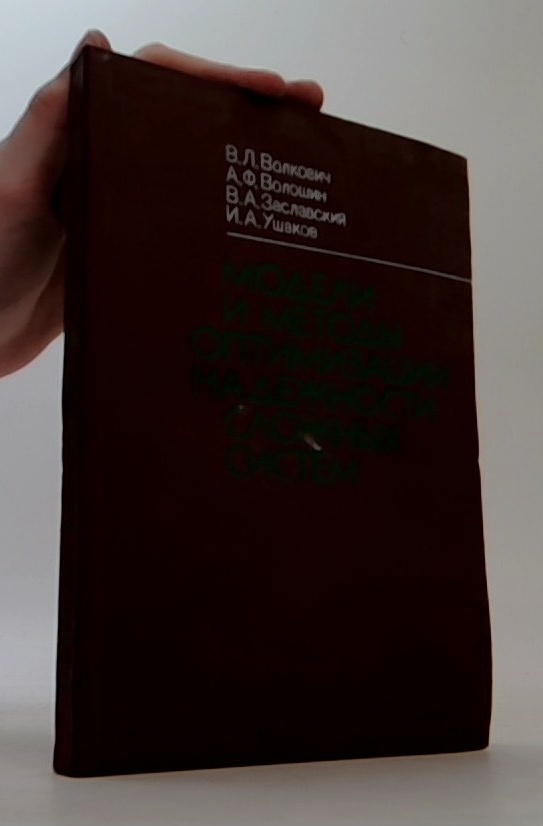 В.Л.Волкович
А.Ф.Волошин
В.А.Заславский
И.А.Ушаков
МОДЕЛИ
И МЕТОДЫ
ОПТИМИЗАЦИИ
НАДЕЖНОСТИ
СЛОЖНЫХ
СИСТЕМ